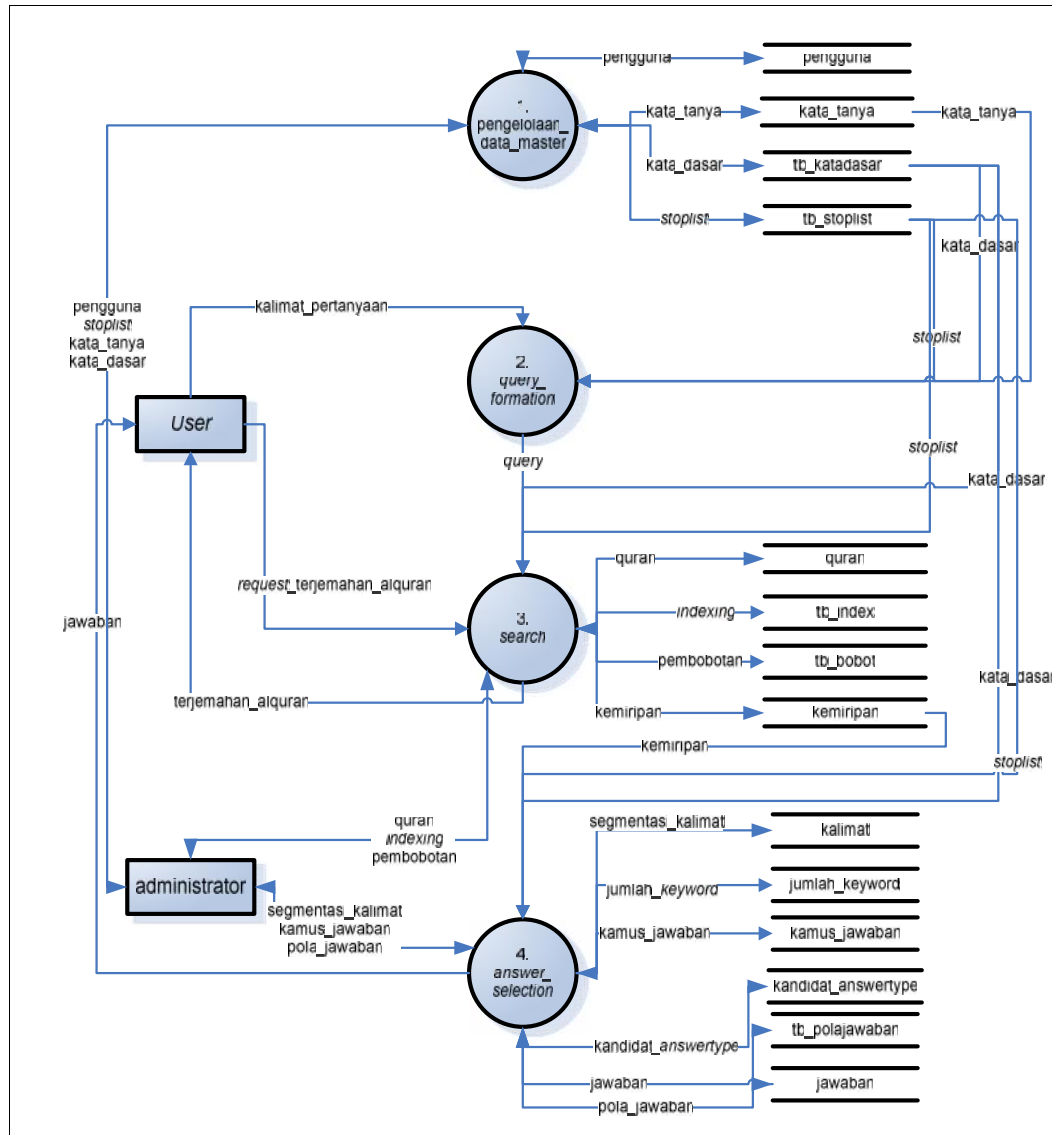 pengguna
pengguna
1.
pengelolaan_
data_master
kata_tanya
kata_tanya
kata_tanya
kata_dasar
tb_katadasar
stoplist
tb_stoplist
kata_dasar
pengguna
stoplist
kata_tanya
kata_dasar
kalimat_pertanyaan
stoplist
2.
query_
formation
User
stoplist
query
kata_dasar
quran
quran
request_terjemahan_alquran
indexing
tb_index
jawaban
3.
search
pembobotan
tb_bobot
kata_dasar
terjemahan_alquran
kemiripan
kemiripan
kemiripan
stoplist
quran
indexing
pembobotan
segmentasi_kalimat
kalimat
administrator
jumlah_keyword
jumlah_keyword
segmentasi_kalimat
kamus_jawaban
pola_jawaban
kamus_jawaban
kamus_jawaban
4.
answer_
selection
kandidat_answertype
tb_polajawaban
kandidat_answertype
jawaban
jawaban
pola_jawaban